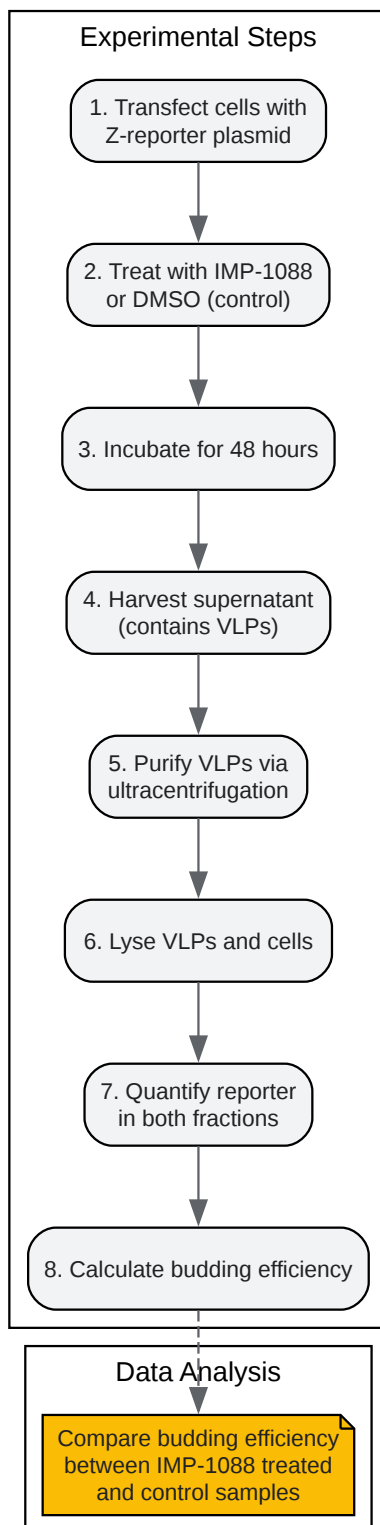 Experimental Steps
1. Transfect cells with
Z-reporter plasmid
2. Treat with IMP-1088
or DMSO (control)
3. Incubate for 48 hours
4. Harvest supernatant
(contains VLPs)
5. Purify VLPs via
ultracentrifugation
6. Lyse VLPs and cells
7. Quantify reporter
in both fractions
8. Calculate budding efficiency
Data Analysis
Compare budding efficiency
between IMP-1088 treated
and control samples